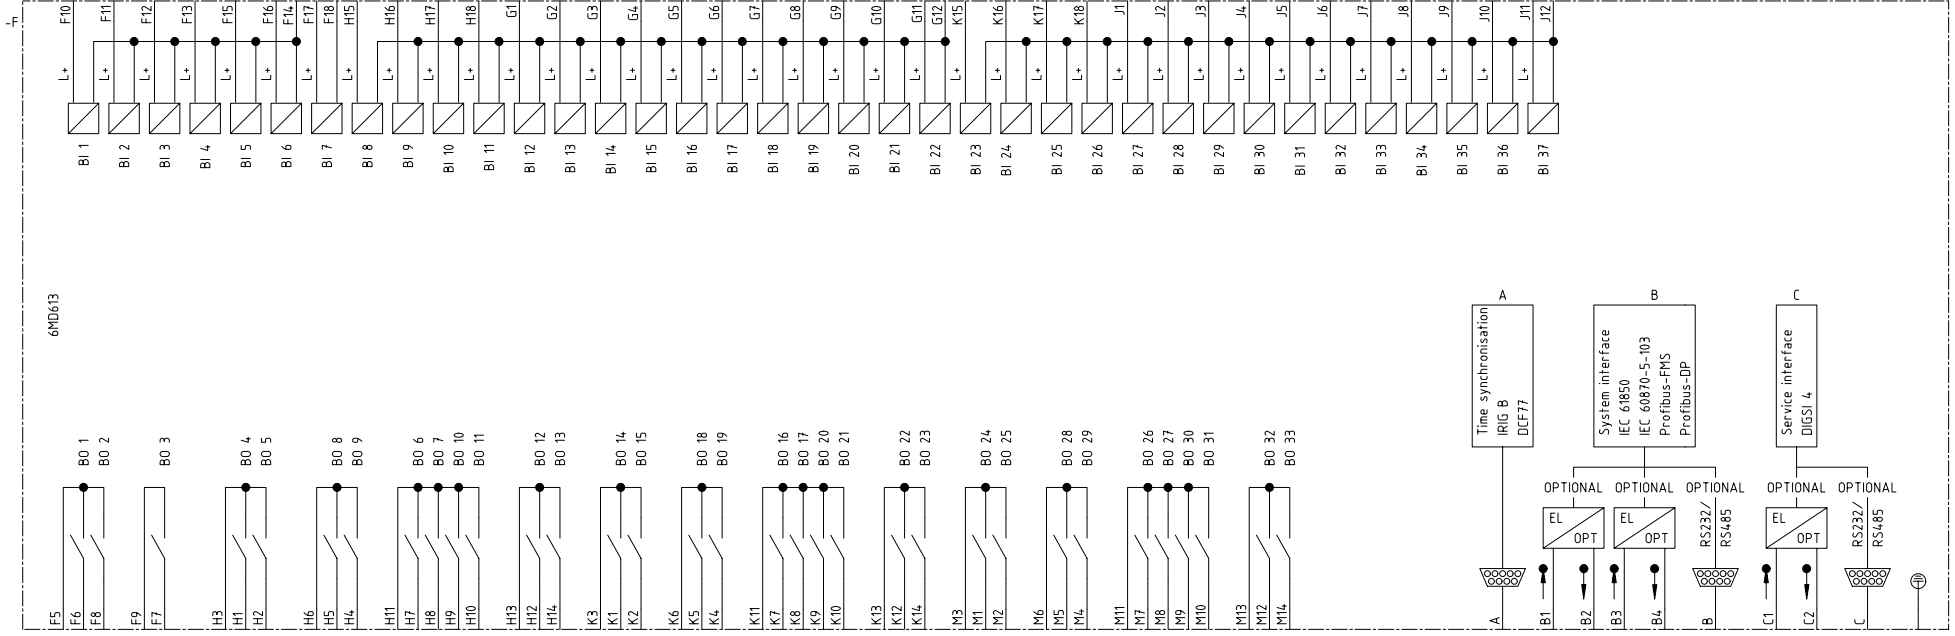 -F
F10 F11 F12 F13 F15 F16 F14 F17 F18 H15 H16 H17 H18 G1 G2 G3 G4 G5 G6 G7 G8 G9 G10 G11 G12 K15 K16 K17 K18 J1 J2 J3 J4 J5 J6 J7 J8 J9 J10 J11 J12
L+ L+ L+ L+ L+ L+ L+ L+ L+ L+ L+ L+ L+ L+ L+ L+ L+ L+ L+ L+ L+ L+ L+ L+ L+ L+ L+ L+ L+ L+ L+ L+ L+ L+ L+ L+ L+
BI 1 BI 2 BI 3 BI 4 BI 5 BI 6 BI 7 BI 8 BI 9 BI 10 BI 11 BI 12 BI 13 BI 14 BI 15 BI 16 BI 17 BI 18 BI 19 BI 20 BI 21 BI 22 BI 23 BI 24 BI 25 BI 26 BI 27 BI 28 BI 29 BI 30 BI 31 BI 32 BI 33 BI 34 BI 35 BI 36 BI 37
6MD613
A
Time synchronisation
IRIG B
DCF77
B
System interface
IEC 61850
IEC 60870-5-103
Profibus-FMS
Profibus-DP
C
Service interface
DIGSI 4
BO 1 BO 2 BO 3 BO 4 BO 5 BO 8 BO 9 BO 6 BO 7 BO 10 BO 11 BO 12 BO 13 BO 14 BO 15 BO 18 BO 19 BO 16 BO 17 BO 20 BO 21 BO 22 BO 23 BO 24 BO 25 BO 28 BO 29 BO 26 BO 27 BO 30 BO 31 BO 32 BO 33
OPTIONAL OPTIONAL OPTIONAL OPTIONAL OPTIONAL
EL OPT
EL OPT
RS232/
RS485
EL OPT
RS232/
RS485
F5 F6 F8 F9 F7 H3 H1 H2 H6 H5 H4 H11 H7 H8 H9 H10 H13 H12 H14 K3 K1 K2 K6 K5 K4 K11 K7 K8 K9 K10 K13 K12 K14 M3 M1 M2 M6 M5 M4 M11 M7 M8 M9 M10 M13 M12 M14 A B1 B2 B3 B4 B C1 C2 C